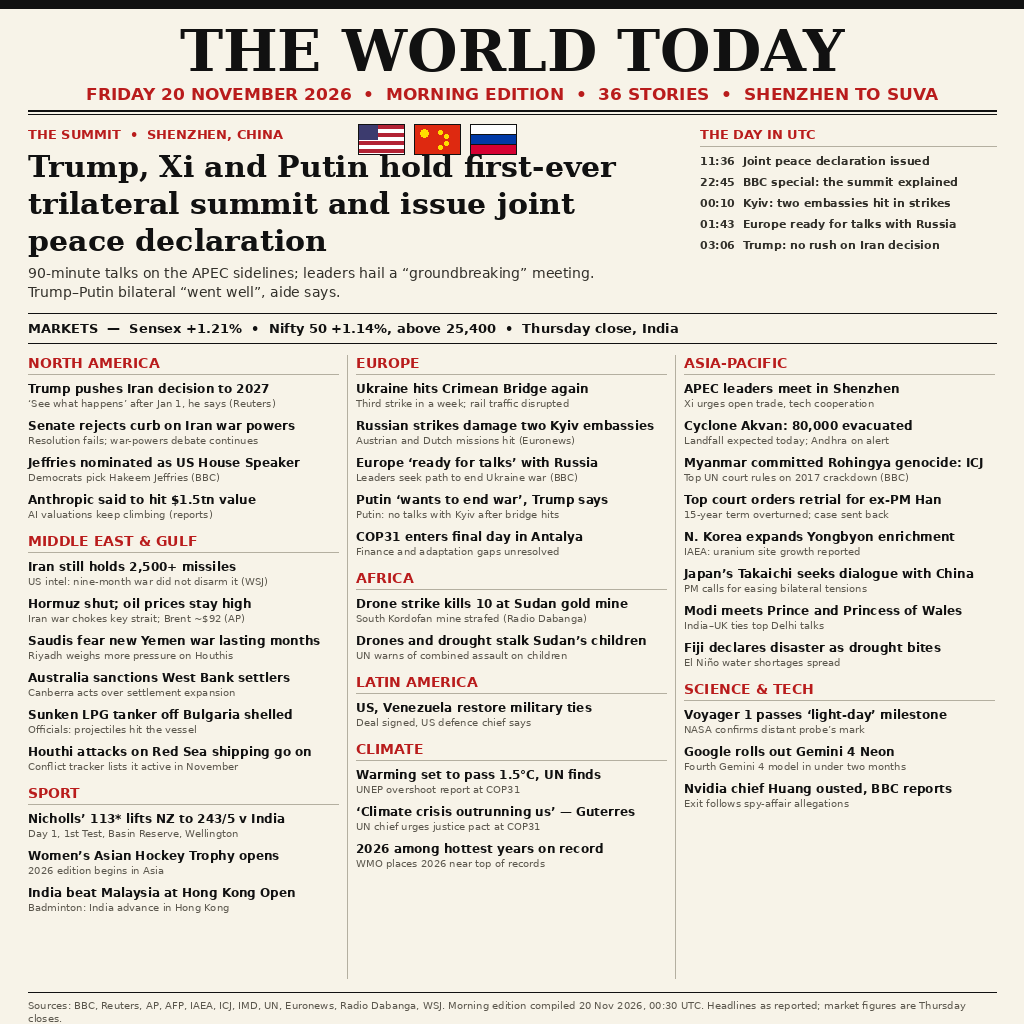 THE WORLD TODAY
FRIDAY 20 NOVEMBER 2026 • MORNING EDITION • 36 STORIES • SHENZHEN TO SUVA
THE SUMMIT • SHENZHEN, CHINA
Trump, Xi and Putin hold first-ever
trilateral summit and issue joint
peace declaration
90-minute talks on the APEC sidelines; leaders hail a “groundbreaking” meeting.
Trump–Putin bilateral “went well”, aide says.
THE DAY IN UTC
11:36 Joint peace declaration issued
22:45 BBC special: the summit explained
00:10 Kyiv: two embassies hit in strikes
01:43 Europe ready for talks with Russia
03:06 Trump: no rush on Iran decision
MARKETS — Sensex +1.21% • Nifty 50 +1.14%, above 25,400 • Thursday close, India
NORTH AMERICA
Trump pushes Iran decision to 2027
‘See what happens’ after Jan 1, he says (Reuters)
Senate rejects curb on Iran war powers
Resolution fails; war-powers debate continues
Jeffries nominated as US House Speaker
Democrats pick Hakeem Jeffries (BBC)
Anthropic said to hit $1.5tn value
AI valuations keep climbing (reports)
MIDDLE EAST & GULF
Iran still holds 2,500+ missiles
US intel: nine-month war did not disarm it (WSJ)
Hormuz shut; oil prices stay high
Iran war chokes key strait; Brent ~$92 (AP)
Saudis fear new Yemen war lasting months
Riyadh weighs more pressure on Houthis
Australia sanctions West Bank settlers
Canberra acts over settlement expansion
Sunken LPG tanker off Bulgaria shelled
Officials: projectiles hit the vessel
Houthi attacks on Red Sea shipping go on
Conflict tracker lists it active in November
SPORT
Nicholls’ 113* lifts NZ to 243/5 v India
Day 1, 1st Test, Basin Reserve, Wellington
Women’s Asian Hockey Trophy opens
2026 edition begins in Asia
India beat Malaysia at Hong Kong Open
Badminton: India advance in Hong Kong
EUROPE
Ukraine hits Crimean Bridge again
Third strike in a week; rail traffic disrupted
Russian strikes damage two Kyiv embassies
Austrian and Dutch missions hit (Euronews)
Europe ‘ready for talks’ with Russia
Leaders seek path to end Ukraine war (BBC)
Putin ‘wants to end war’, Trump says
Putin: no talks with Kyiv after bridge hits
COP31 enters final day in Antalya
Finance and adaptation gaps unresolved
AFRICA
Drone strike kills 10 at Sudan gold mine
South Kordofan mine strafed (Radio Dabanga)
Drones and drought stalk Sudan’s children
UN warns of combined assault on children
LATIN AMERICA
US, Venezuela restore military ties
Deal signed, US defence chief says
CLIMATE
Warming set to pass 1.5°C, UN finds
UNEP overshoot report at COP31
‘Climate crisis outrunning us’ — Guterres
UN chief urges justice pact at COP31
2026 among hottest years on record
WMO places 2026 near top of records
ASIA-PACIFIC
APEC leaders meet in Shenzhen
Xi urges open trade, tech cooperation
Cyclone Akvan: 80,000 evacuated
Landfall expected today; Andhra on alert
Myanmar committed Rohingya genocide: ICJ
Top UN court rules on 2017 crackdown (BBC)
Top court orders retrial for ex-PM Han
15-year term overturned; case sent back
N. Korea expands Yongbyon enrichment
IAEA: uranium site growth reported
Japan’s Takaichi seeks dialogue with China
PM calls for easing bilateral tensions
Modi meets Prince and Princess of Wales
India–UK ties top Delhi talks
Fiji declares disaster as drought bites
El Niño water shortages spread
SCIENCE & TECH
Voyager 1 passes ‘light-day’ milestone
NASA confirms distant probe’s mark
Google rolls out Gemini 4 Neon
Fourth Gemini 4 model in under two months
Nvidia chief Huang ousted, BBC reports
Exit follows spy-affair allegations
Sources: BBC, Reuters, AP, AFP, IAEA, ICJ, IMD, UN, Euronews, Radio Dabanga, WSJ. Morning edition compiled 20 Nov 2026, 00:30 UTC. Headlines as reported; market figures are Thursday
closes.